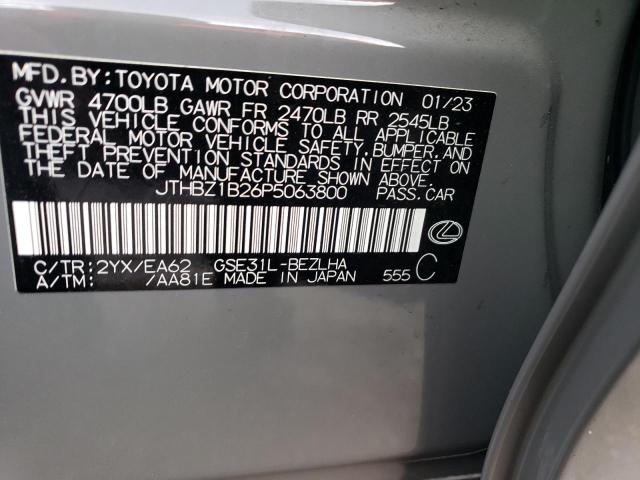 MFD.BY:TOYOTA MOTOR CORPORATION 01/23
GVWR 4700LB GAWR FR 2470LB RR 2545LB
THIS VEHICLE CONFORMS TO ALL APPLICABLE
FEDERAL MOTOR VEHICLE SAFETY,BUMPER,AND
THEFT PREVENTION STANDARDS IN EFFECT ON
THE DATE OF MANUFACTURE SHOWN ABOVE.
JTHBZ1B26P5063800 PASS.CAR
C/TR:2YX/EA62 GSE31L-BEZLHA
A/TM: /AA81E MADE IN JAPAN 555 C